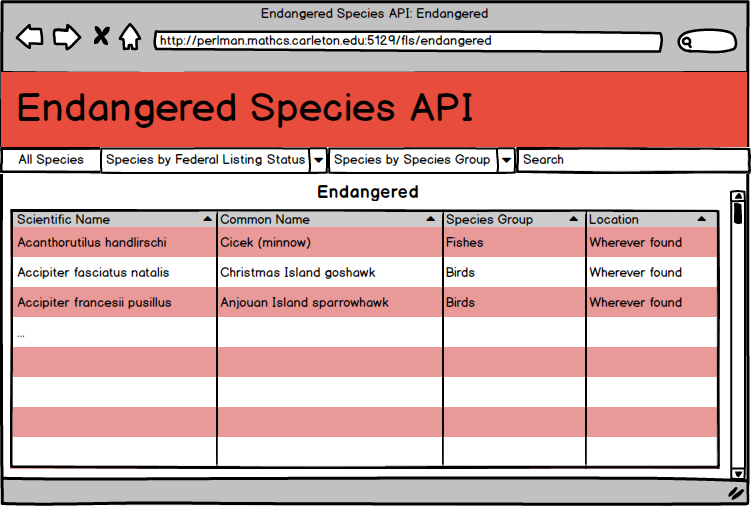 Endangered Species API: Endangered
http://perlman.mathcs.carleton.edu:5129/fls/endangered
Endangered Species API
All Species Species by Federal Listing Status Species by Species Group Search
Endangered
Scientific Name Common Name Species Group Location
Acanthorutilus handlirschi Cicek (minnow) Fishes Wherever found
Accipiter fasciatus natalis Christmas Island goshawk Birds Wherever found
Accipiter francesii pusillus Anjouan Island sparrowhawk Birds Wherever found
...